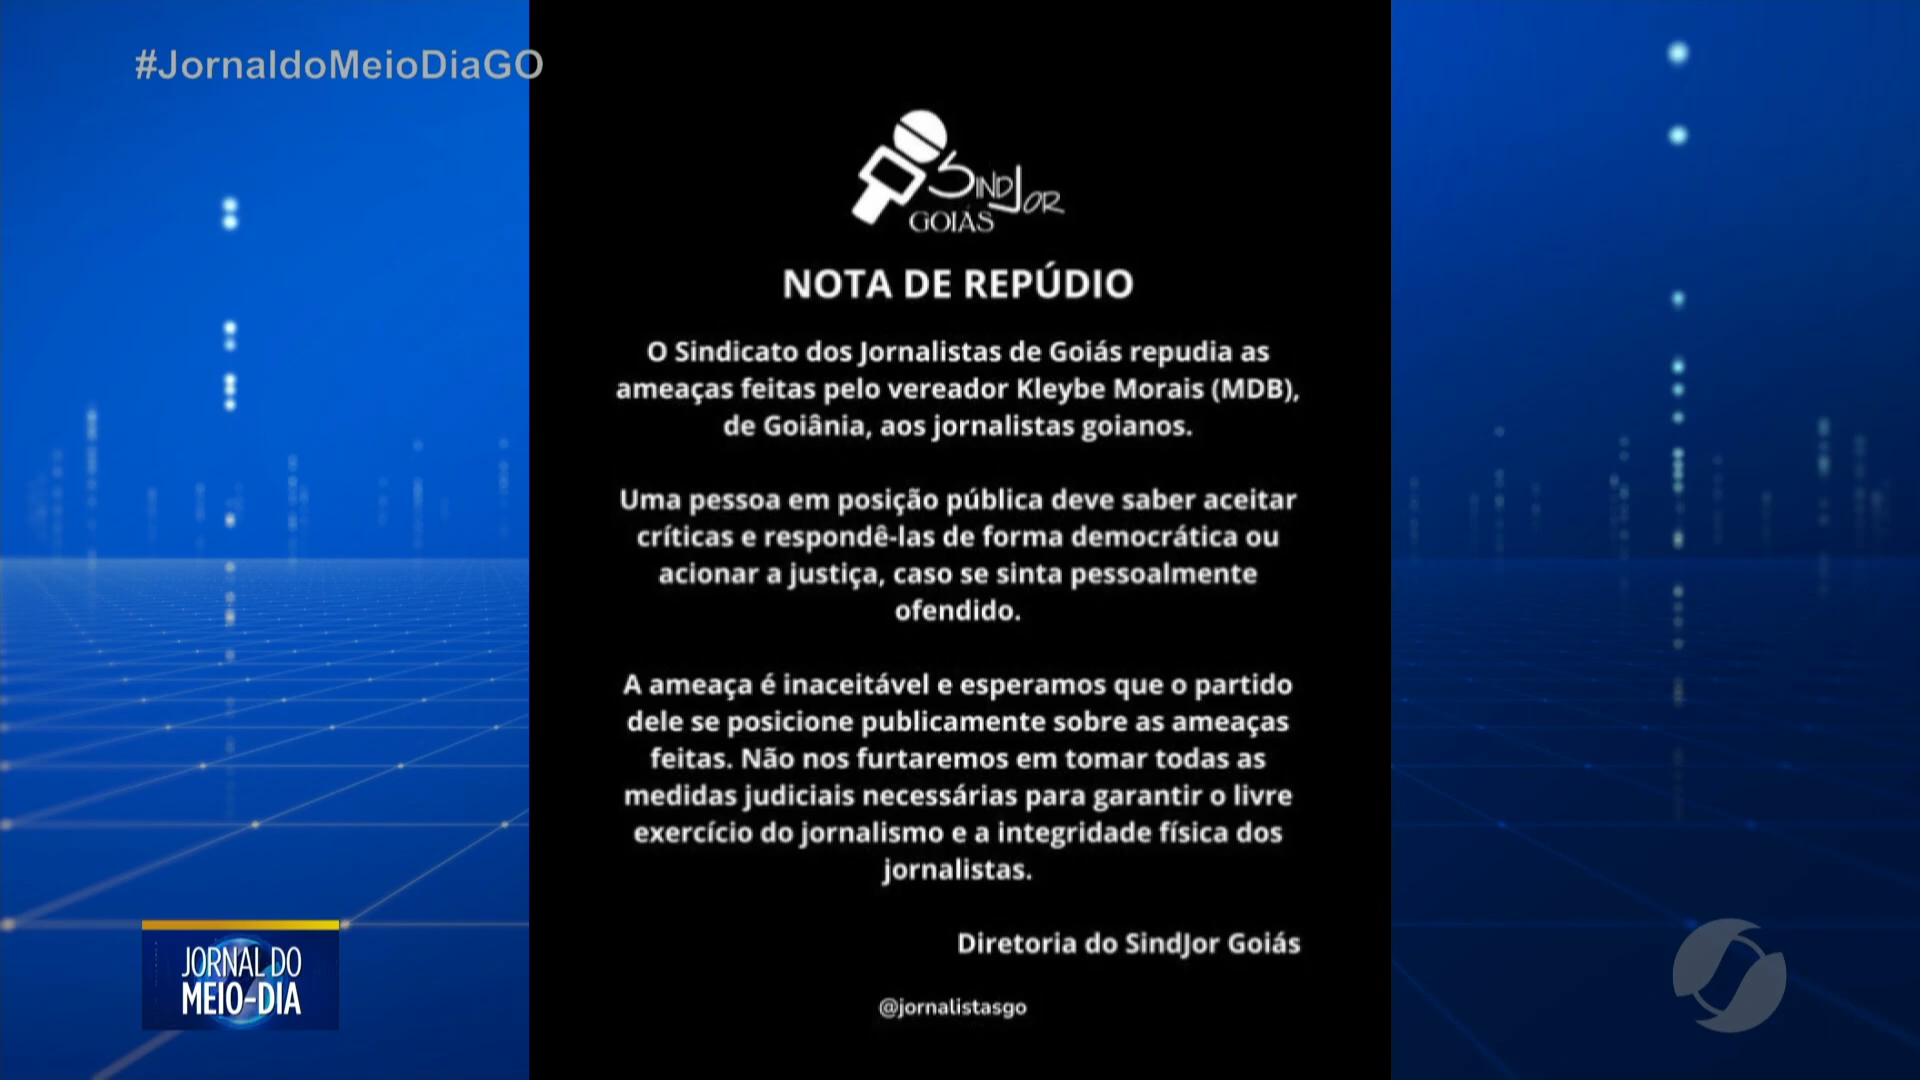 #JornaldoMeioDiaGO
SINDJOR
GOIÁS
NOTA DE REPÚDIO
O Sindicato dos Jornalistas de Goiás repudia as
ameaças feitas pelo vereador Kleybe Morais (MDB),
de Goiânia, aos jornalistas goianos.
Uma pessoa em posição pública deve saber aceitar
críticas e respondê-las de forma democrática ou
acionar a justiça, caso se sinta pessoalmente
ofendido.
A ameaça é inaceitável e esperamos que o partido
dele se posicione publicamente sobre as ameaças
feitas. Não nos furtaremos em tomar todas as
medidas judiciais necessárias para garantir o livre
exercício do jornalismo e a integridade física dos
jornalistas.
Diretoria do SindJor Goiás
@jornalistasgo
JORNAL DO
MEIO-DIA